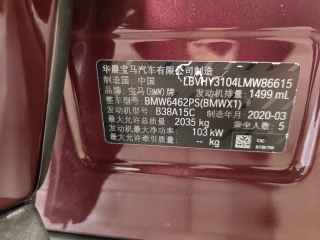 华晨宝马汽车有限公司制造
制造国：中国 LBVHY3104LMW86615
品牌：宝马(BMW)牌 发动机排量：1499 mL
整车型号：BMW6462PS(BMWX1)
发动机型号：B38A15C 制造年月：2020-03
最大允许总质量：2035 kg 乘坐人数：5
发动机最大净功率：103 kW
最大允许牵引质量：-- kg